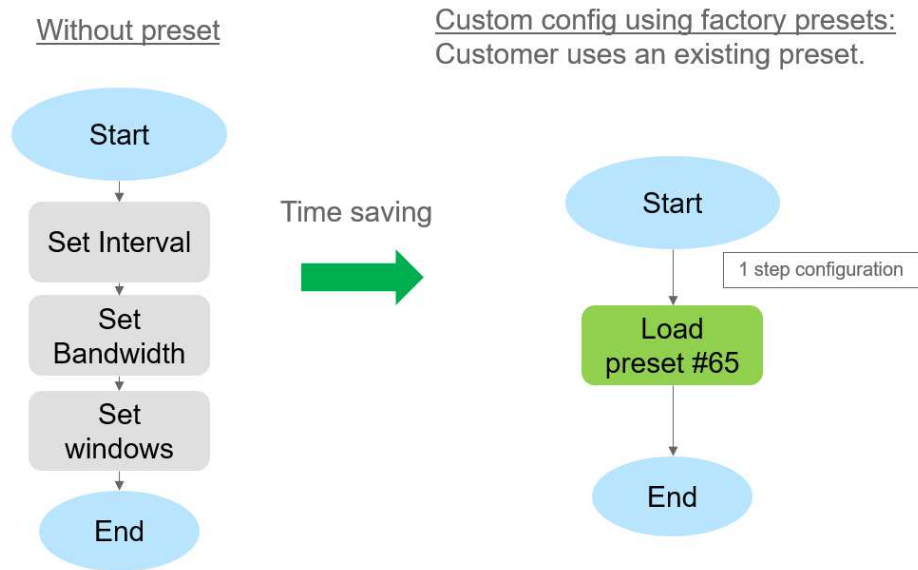 Without preset
Start
Set Interval
Set
Bandwidth
Set
windows
End
Time saving
Custom config using factory presets:
Customer uses an existing preset.
Start
1 step configuration
Load
preset #65
End